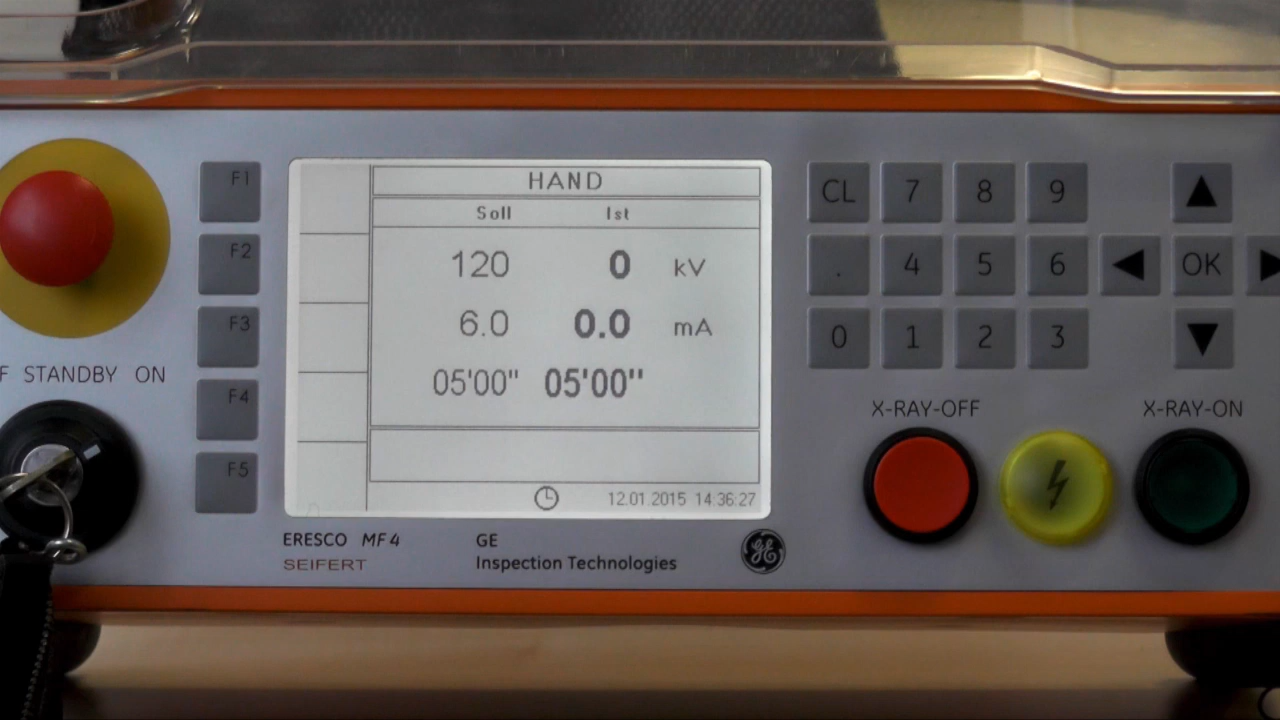 HAND
Soll Ist
120 0 kV
6.0 0.0 mA
05'00" 05'00"
12.01.2015 14:36:27
F1
F2
F3
F4
F5
F STANDBY ON
CL 7 8 9
. 4 5 6 OK
0 1 2 3
X-RAY-OFF X-RAY-ON
ERESCO MF4
SEIFERT
GE
Inspection Technologies
GE